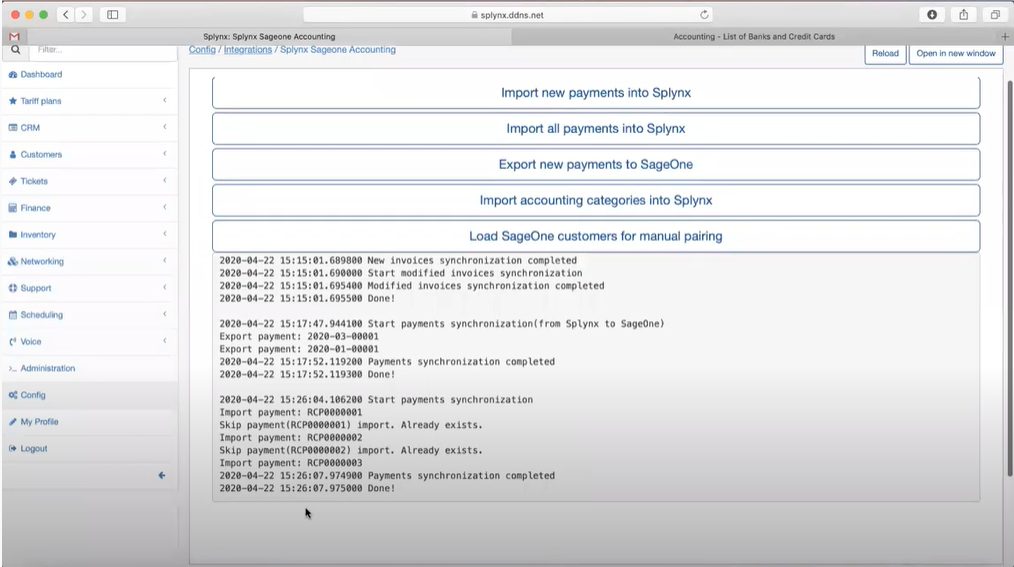 splynx.ddns.net
Splynx: Splynx Sageone Accounting
Accounting - List of Banks and Credit Cards
Filter...
Config / Integrations / Splynx Sageone Accounting
Reload
Open in new window
Dashboard
Tariff plans
CRM
Customers
Tickets
Finance
Inventory
Networking
Support
Scheduling
Voice
Administration
Config
My Profile
Logout
Import new payments into Splynx
Import all payments into Splynx
Export new payments to SageOne
Import accounting categories into Splynx
Load SageOne customers for manual pairing
2020-04-22 15:15:01.689800 New invoices synchronization completed
2020-04-22 15:15:01.690000 Start modified invoices synchronization
2020-04-22 15:15:01.695400 Modified invoices synchronization completed
2020-04-22 15:15:01.695500 Done!
2020-04-22 15:17:47.944100 Start payments synchronization(from Splynx to SageOne)
Export payment: 2020-03-00001
Export payment: 2020-01-00001
2020-04-22 15:17:52.119200 Payments synchronization completed
2020-04-22 15:17:52.119300 Done!
2020-04-22 15:26:04.106200 Start payments synchronization
Import payment: RCP0000001
Skip payment(RCP0000001) import. Already exists.
Import payment: RCP0000002
Skip payment(RCP0000002) import. Already exists.
Import payment: RCP0000003
2020-04-22 15:26:07.974900 Payments synchronization completed
2020-04-22 15:26:07.975000 Done!